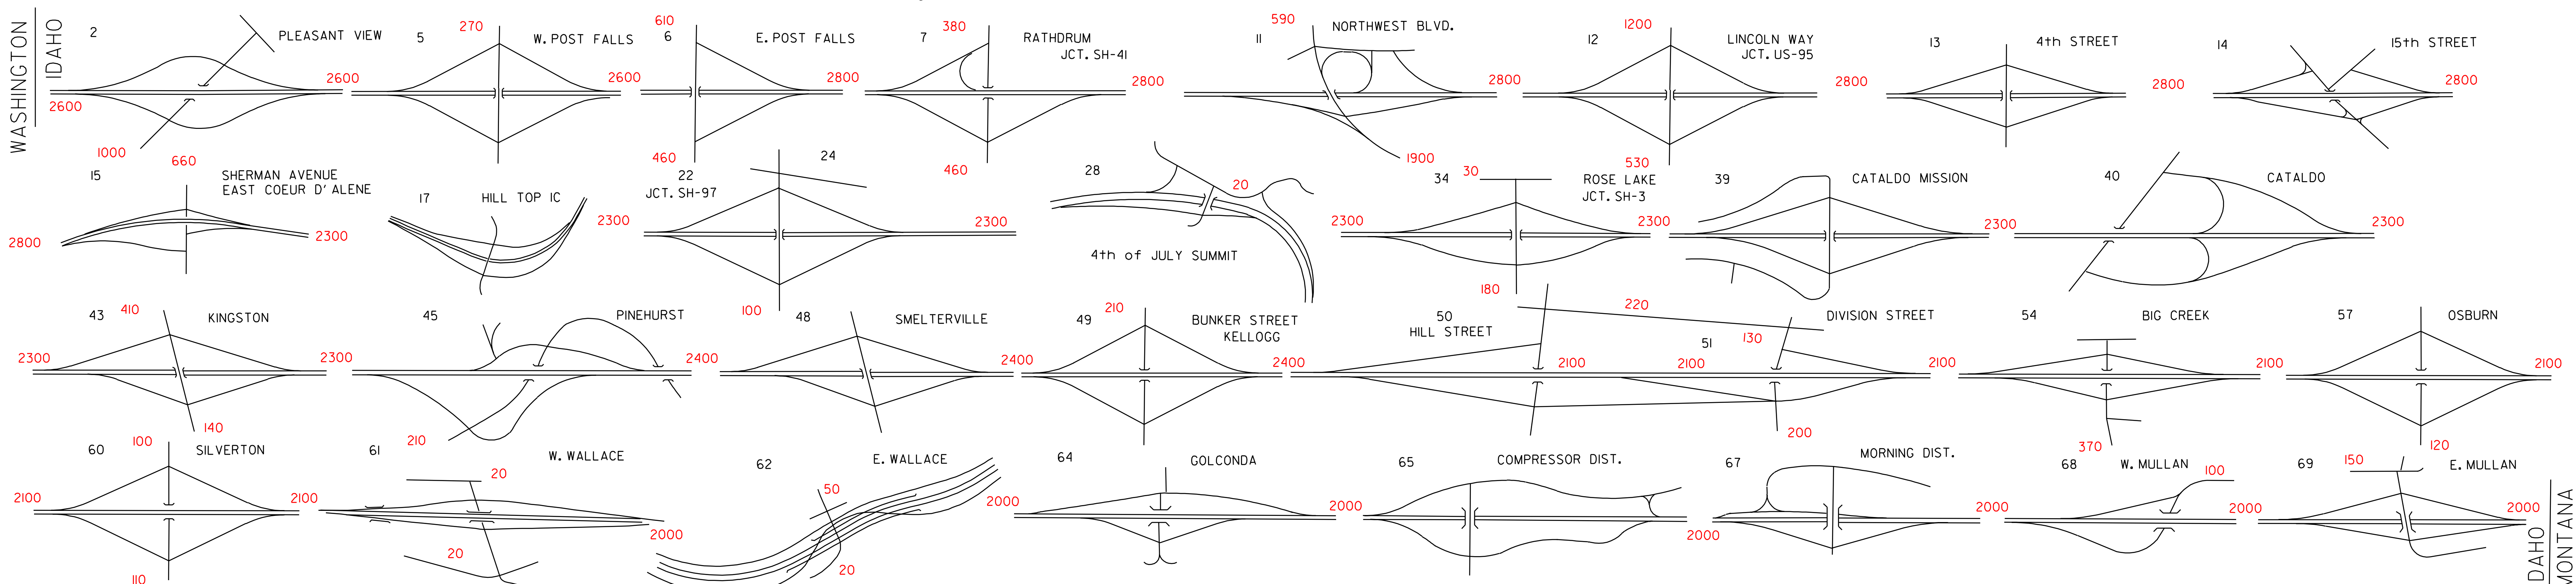 WASHINGTON
IDAHO
2
PLEASANT VIEW
2600
2600
1000
5
270
W. POST FALLS
2600
6
610
E. POST FALLS
2800
460
7
380
RATHDRUM
JCT. SH-41
2800
460
11
590
NORTHWEST BLVD.
2800
1900
12
1200
LINCOLN WAY
JCT. US-95
2800
530
13
4th STREET
2800
14
15th STREET
2800
15
660
SHERMAN AVENUE
EAST COEUR D'ALENE
2800
2300
17
HILL TOP IC
2300
22
JCT. SH-97
24
2300
100
28
20
4th of JULY SUMMIT
34
30
ROSE LAKE
JCT. SH-3
2300
2300
180
39
CATALDO MISSION
2300
40
CATALDO
2300
43
410
KINGSTON
2300
2300
140
45
PINEHURST
2400
210
48
SMELTERVILLE
2400
49
210
BUNKER STREET
KELLOGG
2400
50
HILL STREET
220
2100
51
2100
130
DIVISION STREET
2100
200
54
BIG CREEK
2100
370
57
OSBURN
2100
120
60
100
SILVERTON
2100
2100
110
61
W. WALLACE
20
2000
20
62
E. WALLACE
50
20
2000
64
GOLCONDA
2000
65
COMPRESSOR DIST.
2000
67
MORNING DIST.
2000
68
W. MULLAN
100
2000
69
150
E. MULLAN
2000
IDAHO
MONTANA